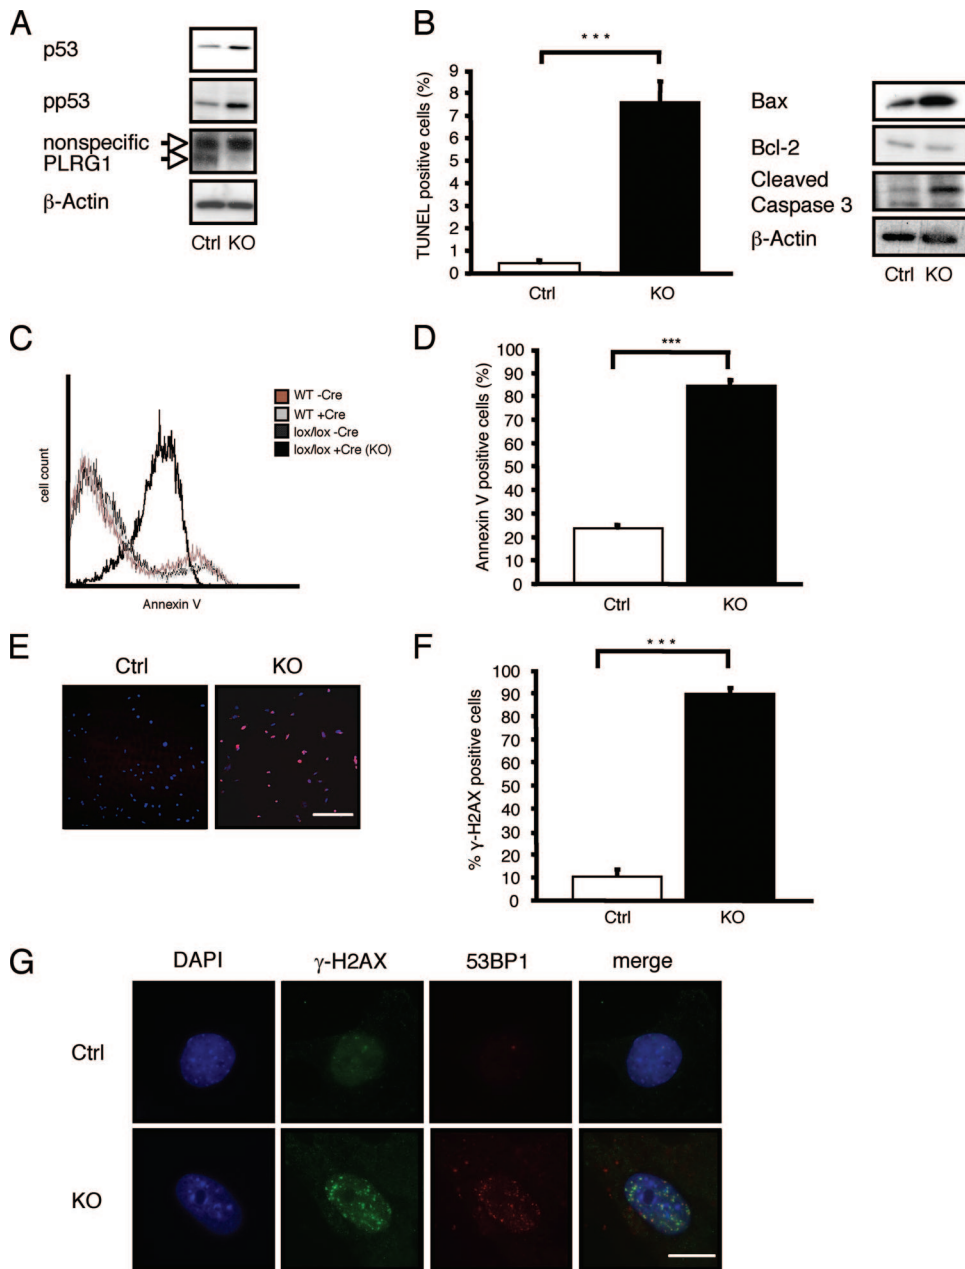 A
p53
pp53
nonspecific
PLRG1
β-Actin
Ctrl KO
B
* * *
TUNEL positive cells (%)
9
8
7
6
5
4
3
2
1
0
Ctrl
KO
Bax
Bcl-2
Cleaved
Caspase 3
β-Actin
Ctrl KO
C
cell count
WT -Cre
WT +Cre
lox/lox -Cre
lox/lox +Cre (KO)
Annexin V
D
***
Annexin V positive cells (%)
100
90
80
70
60
50
40
30
20
10
0
Ctrl
KO
E
Ctrl
KO
F
* * *
% γ-H2AX positive cells
100
90
80
70
60
50
40
30
20
10
0
Ctrl
KO
G
DAPI
γ-H2AX
53BP1
merge
Ctrl
KO